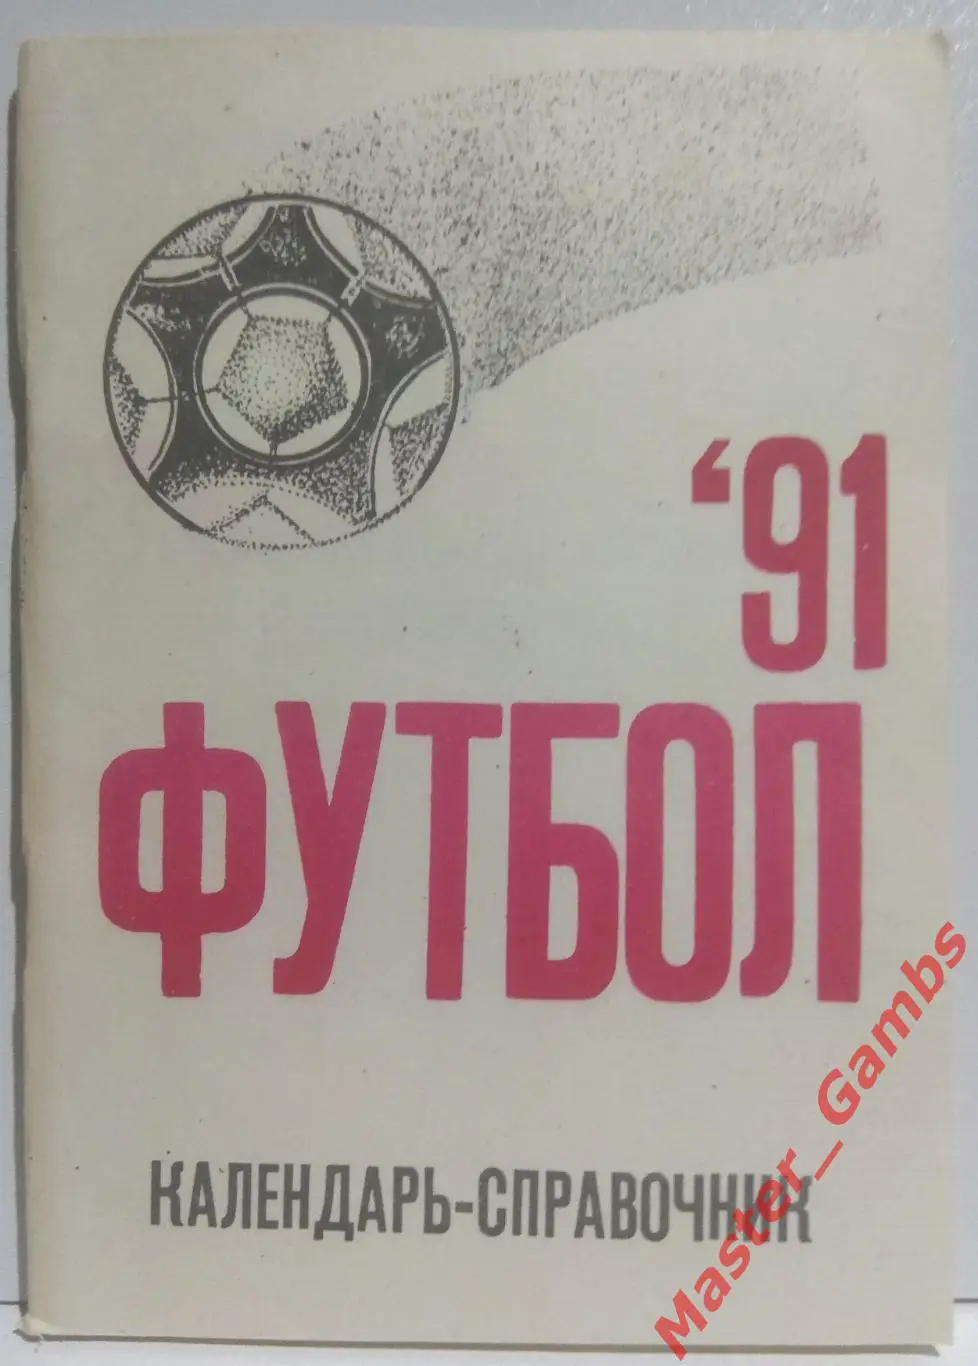 '91
ФУТБОЛ
КАЛЕНДАРЬ-СПРАВОЧНИК
Master_Gambs